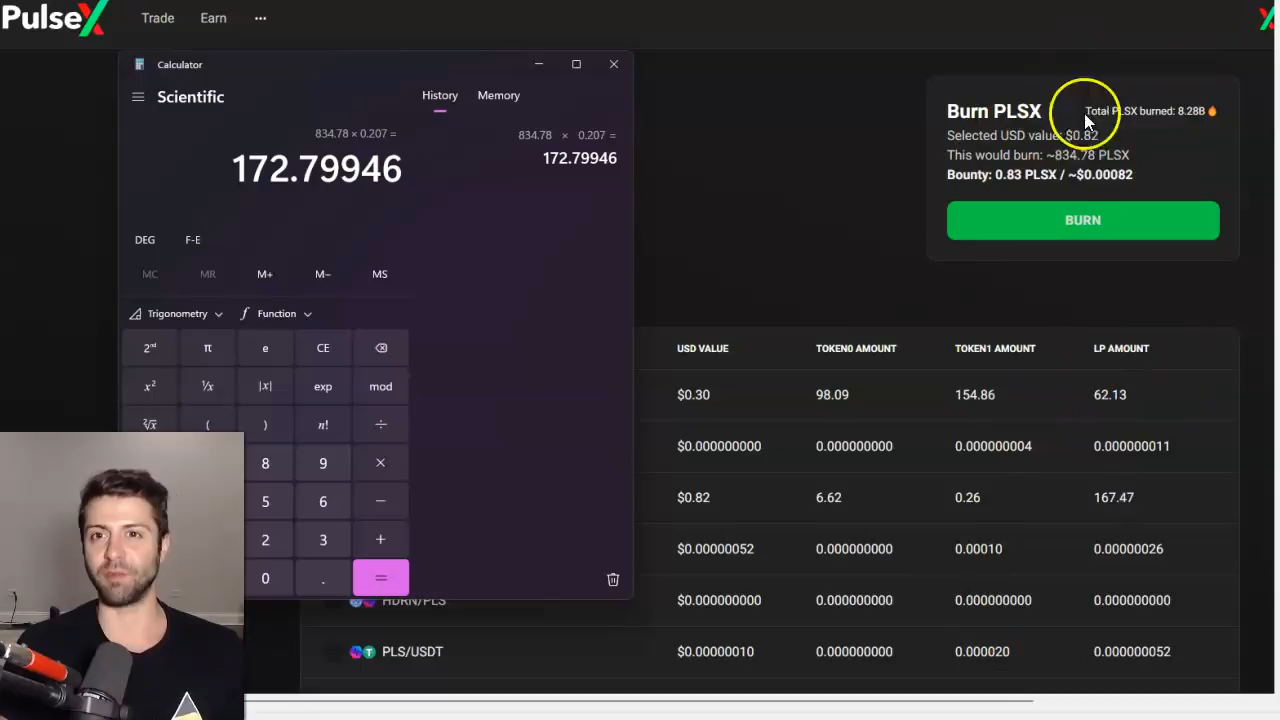 PulseX
Trade
Earn
Calculator
Scientific
History
Memory
834.78 × 0.207 =
172.79946
834.78 × 0.207 =
172.79946
DEG
F-E
MC
MR
M+
M−
MS
Trigonometry
Function
2ⁿᵈ
π
e
CE
x²
⅟x
|x|
exp
mod
²√x
(
)
n!
÷
8
9
×
5
6
−
2
3
+
0
.
=
Burn PLSX
Total PLSX burned: 8.28B🔥
Selected USD value: $0.82
This would burn: ~834.78 PLSX
Bounty: 0.83 PLSX / ~$0.00082
BURN
USD VALUE TOKEN0 AMOUNT TOKEN1 AMOUNT LP AMOUNT
$0.30 98.09 154.86 62.13
$0.000000000 0.000000000 0.000000004 0.000000011
$0.82 6.62 0.26 167.47
$0.00000052 0.000000000 0.00010 0.00000026
HDRN/PLS $0.000000000 0.000000000 0.000000000 0.000000000
PLS/USDT $0.00000010 0.000000000 0.000020 0.000000052